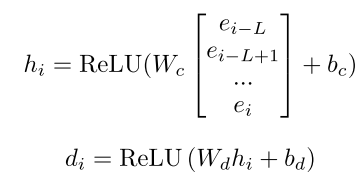 h_i = ReLU(W_c [e_{i-L} e_{i-L+1} ... e_i] + b_c)
d_i = ReLU (W_d h_i + b_d)